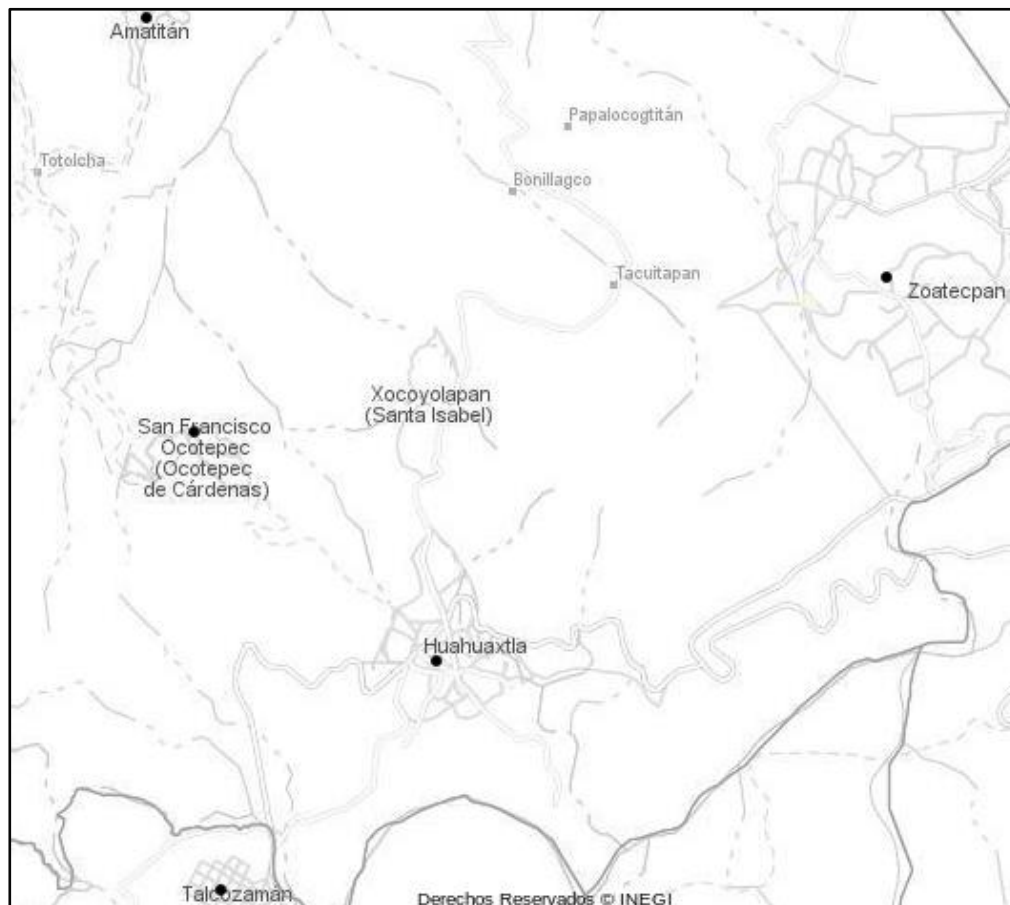 Amatitán
Papalocogtitán
Totolcha
Bonillagco
Tacuitapan
Zoatecpan
Xocoyolapan
(Santa Isabel)
San Francisco
Ocotepec
(Ocotepec
de Cárdenas)
Huahuaxtla
Talcozamán
Derechos Reservados © INEGI